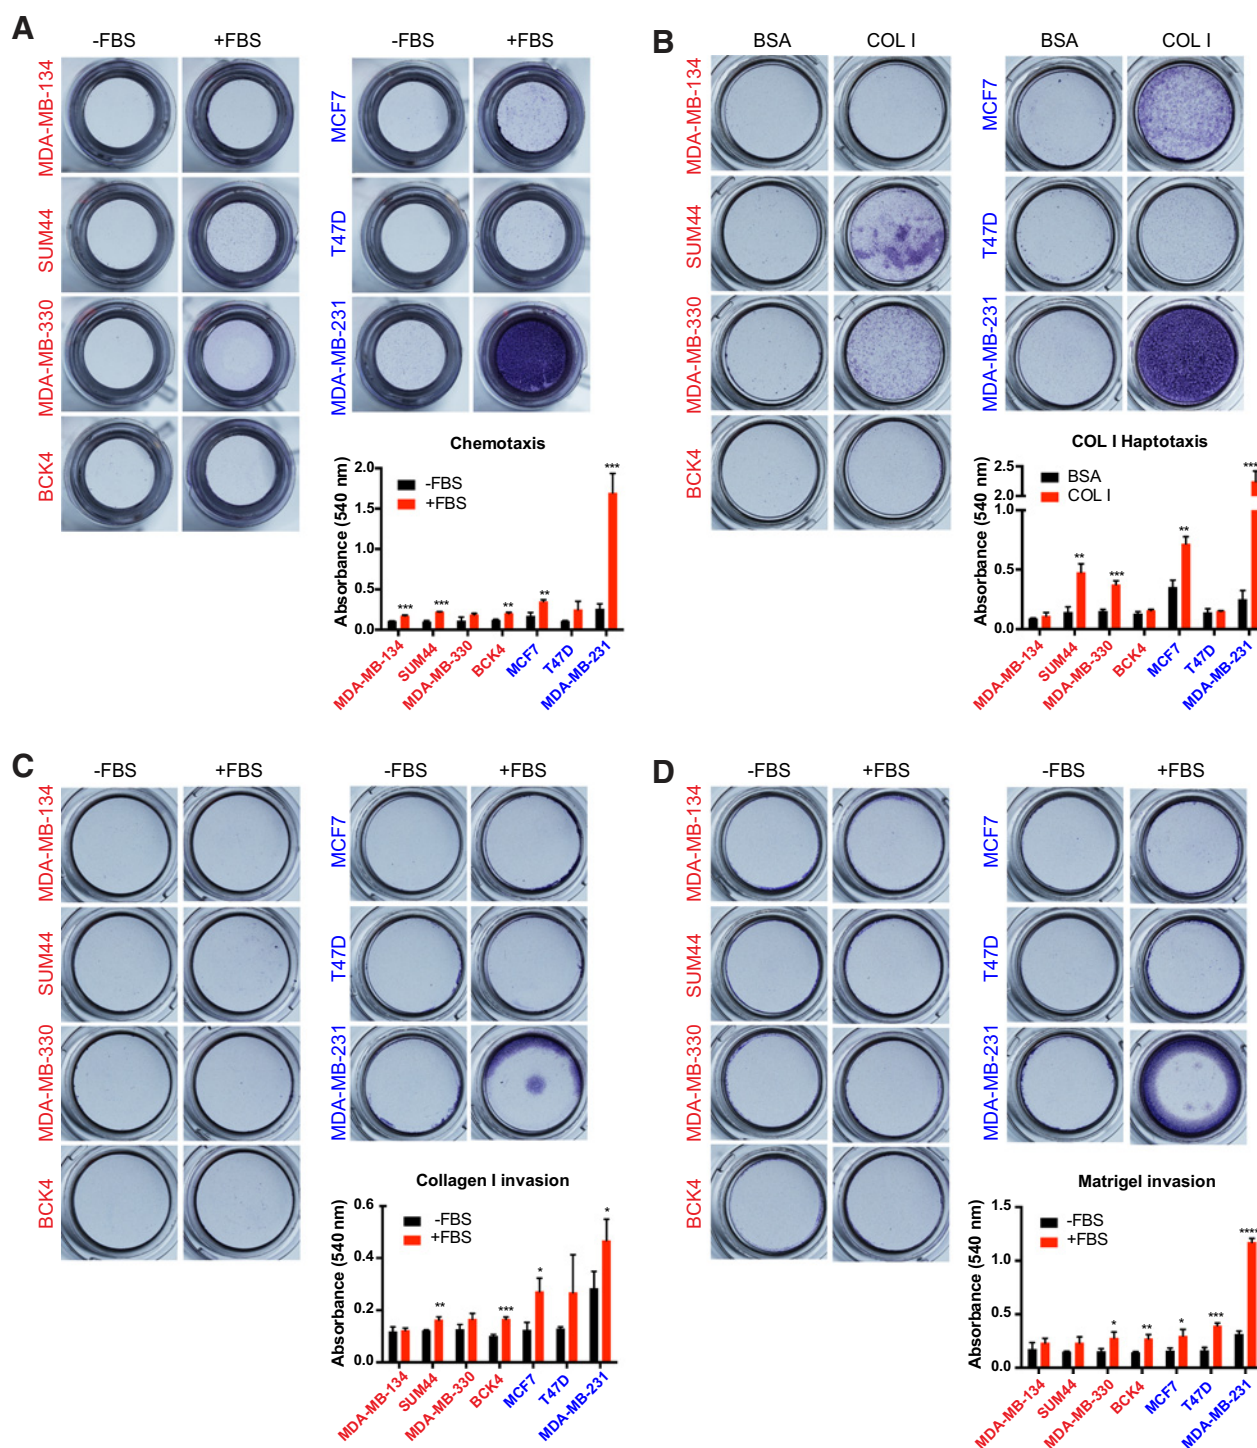 A
-FBS +FBS -FBS +FBS
MDA-MB-134
SUM44
MDA-MB-330
BCK4
MCF7
T47D
MDA-MB-231
Chemotaxis
Absorbance (540 nm)
2.0
1.5
1.0
0.5
0.0
-FBS
+FBS
*** *** ** ** ***
MDA-MB-134 SUM44 MDA-MB-330 BCK4 MCF7 T47D MDA-MB-231
B
BSA COL I BSA COL I
MDA-MB-134
SUM44
MDA-MB-330
BCK4
MCF7
T47D
MDA-MB-231
COL I Haptotaxis
Absorbance (540 nm)
2.5
2.0
1.0
0.5
0.0
BSA
COL I
** *** ** ***
MDA-MB-134 SUM44 MDA-MB-330 BCK4 MCF7 T47D MDA-MB-231
C
-FBS +FBS -FBS +FBS
MDA-MB-134
SUM44
MDA-MB-330
BCK4
MCF7
T47D
MDA-MB-231
Collagen I invasion
Absorbance (540 nm)
0.6
0.4
0.2
0.0
-FBS
+FBS
** *** * *
MDA-MB-134 SUM44 MDA-MB-330 BCK4 MCF7 T47D MDA-MB-231
D
-FBS +FBS -FBS +FBS
MDA-MB-134
SUM44
MDA-MB-330
BCK4
MCF7
T47D
MDA-MB-231
Matrigel invasion
Absorbance (540 nm)
1.5
1.0
0.5
0.0
-FBS
+FBS
* ** * *** ****
MDA-MB-134 SUM44 MDA-MB-330 BCK4 MCF7 T47D MDA-MB-231